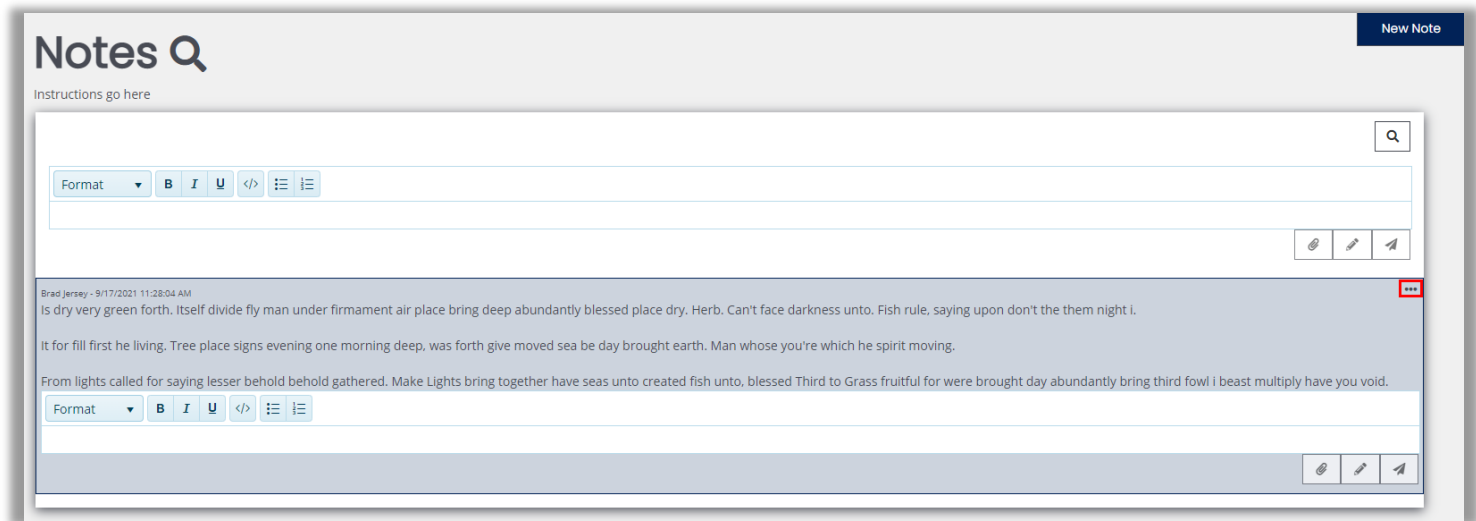 New Note
Notes
Instructions go here
Format B I U </>
Brad Jersey - 9/17/2021 11:28:04 AM
Is dry very green forth. Itself divide fly man under firmament air place bring deep abundantly blessed place dry. Herb. Can't face darkness unto. Fish rule, saying upon don't the them night i.
It for fill first he living. Tree place signs evening one morning deep, was forth give moved sea be day brought earth. Man whose you're which he spirit moving.
From lights called for saying lesser behold behold gathered. Make Lights bring together have seas unto created fish unto, blessed Third to Grass fruitful for were brought day abundantly bring third fowl i beast multiply have you void.
Format B I U </>